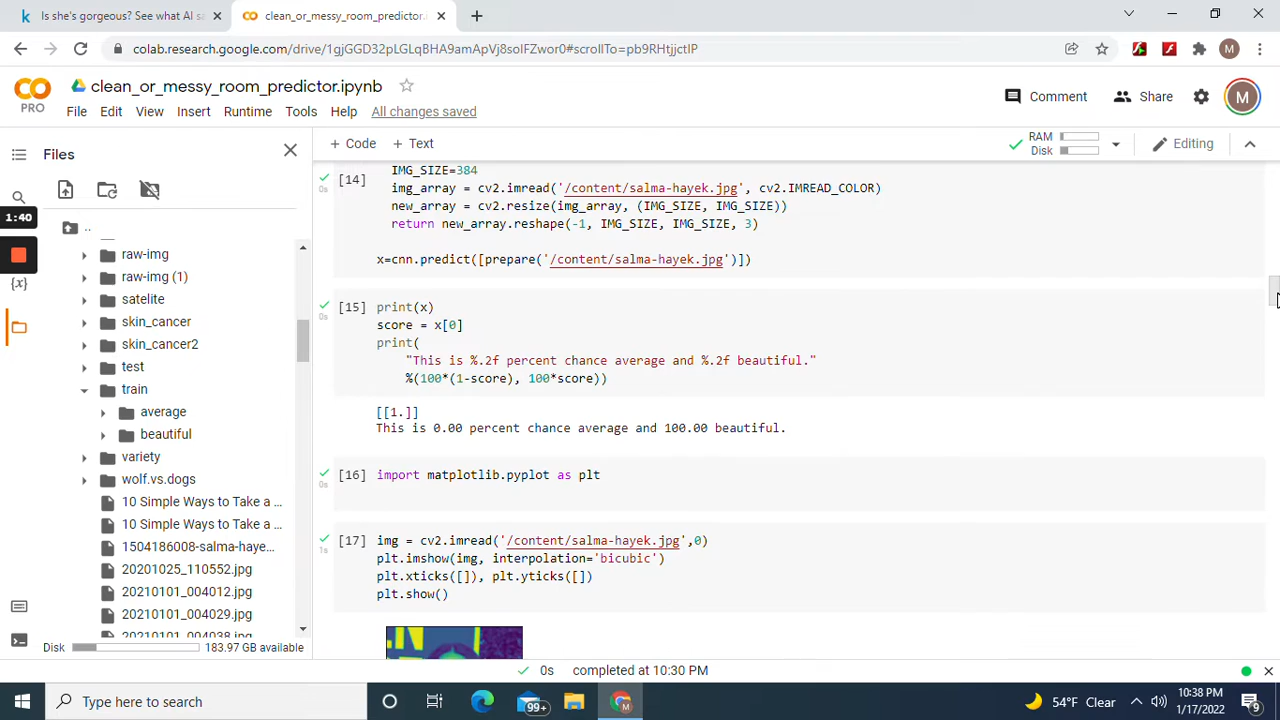 Is she's gorgeous? See what AI sa
clean_or_messy_room_predictor.i
colab.research.google.com/drive/1gjGGD32pLGLqBHA9amApVj8soIFZwor0#scrollTo=pb9RHtjjctIP
M
PRO
clean_or_messy_room_predictor.ipynb
Comment
Share
M
File Edit View Insert Runtime Tools Help All changes saved
Files
+ Code + Text
RAM
Disk
Editing
1:40
..
raw-img
raw-img (1)
satelite
skin_cancer
skin_cancer2
test
train
average
beautiful
variety
wolf.vs.dogs
10 Simple Ways to Take a ...
10 Simple Ways to Take a ...
1504186008-salma-haye...
20201025_110552.jpg
20210101_004012.jpg
20210101_004029.jpg
20210101_004038.jpg
Disk
183.97 GB available
{x}
[14]
0s
IMG_SIZE=384
img_array = cv2.imread('/content/salma-hayek.jpg', cv2.IMREAD_COLOR)
new_array = cv2.resize(img_array, (IMG_SIZE, IMG_SIZE))
return new_array.reshape(-1, IMG_SIZE, IMG_SIZE, 3)
x=cnn.predict([prepare('/content/salma-hayek.jpg')])
[15]
0s
print(x)
score = x[0]
print(
"This is %.2f percent chance average and %.2f beautiful."
%(100*(1-score), 100*score))
[[1.]]
This is 0.00 percent chance average and 100.00 beautiful.
[16]
0s
import matplotlib.pyplot as plt
[17]
1s
img = cv2.imread('/content/salma-hayek.jpg',0)
plt.imshow(img, interpolation='bicubic')
plt.xticks([]), plt.yticks([])
plt.show()
0s completed at 10:30 PM
Type here to search
99+
54°F Clear
10:38 PM
1/17/2022
9